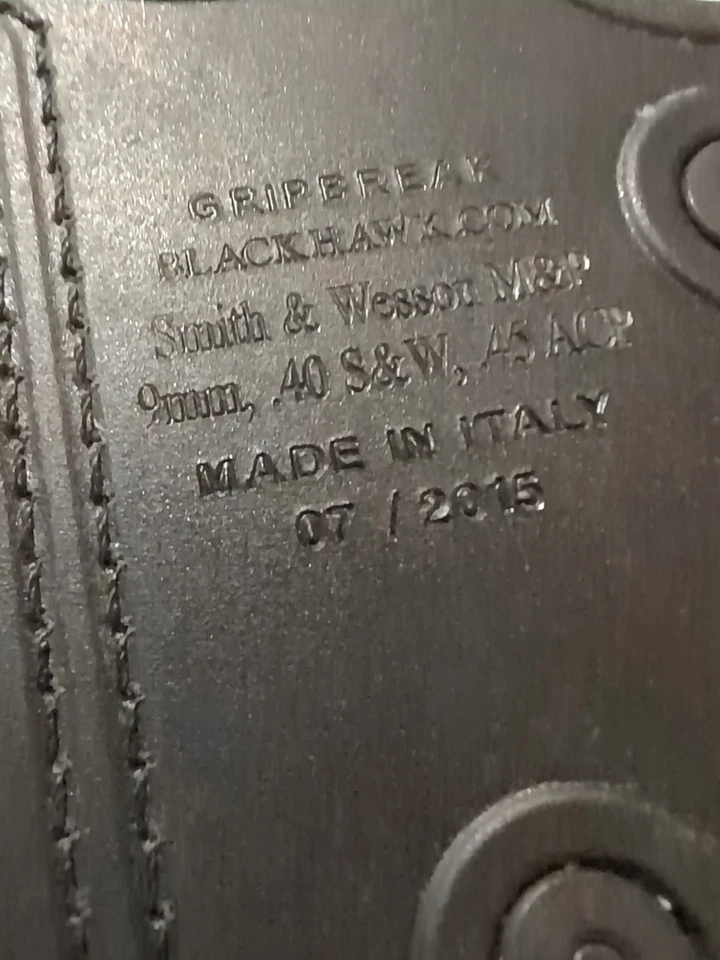 GRIPBREAK
BLACKHAWK.COM
Smith & Wesson M&P
9mm, .40 S&W, .45 ACP
MADE IN ITALY
07 / 2015